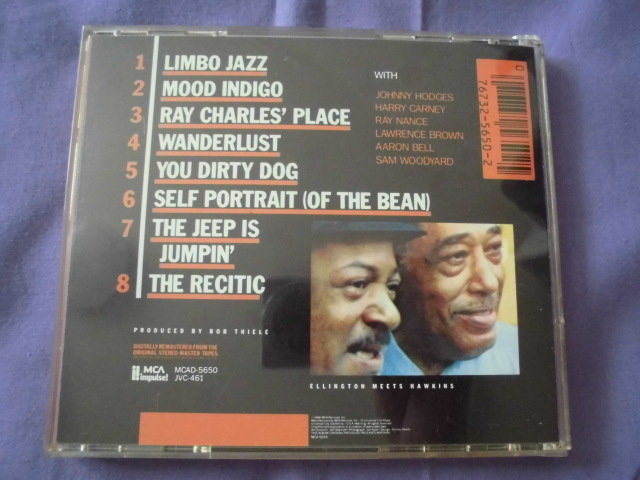 1 LIMBO JAZZ
2 MOOD INDIGO
3 RAY CHARLES' PLACE
4 WANDERLUST
5 YOU DIRTY DOG
6 SELF PORTRAIT (OF THE BEAN)
7 THE JEEP IS
JUMPIN'
8 THE RECITIC
WITH
JOHNNY HODGES
HARRY CARNEY
RAY NANCE
LAWRENCE BROWN
AARON BELL
SAM WOODYARD
0 76732-5650-2
PRODUCED BY BOB THIELE
DIGITALLY REMASTERED FROM THE
ORIGINAL STEREO-MASTER TAPES.
MCA
impulse!
MCAD-5650
JVC-461
ELLINGTON MEETS HAWKINS